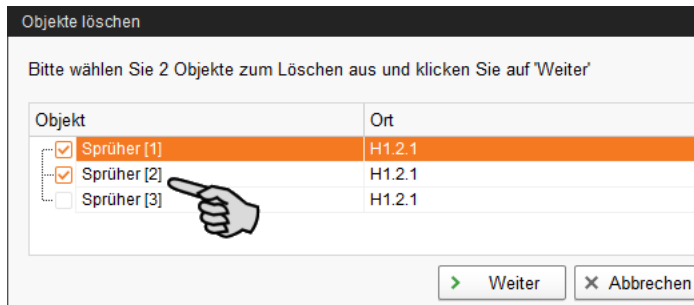 Objekte löschen
Bitte wählen Sie 2 Objekte zum Löschen aus und klicken Sie auf 'Weiter'
Objekt Ort
Sprüher [1] H1.2.1
Sprüher [2] H1.2.1
Sprüher [3] H1.2.1
Weiter Abbrechen